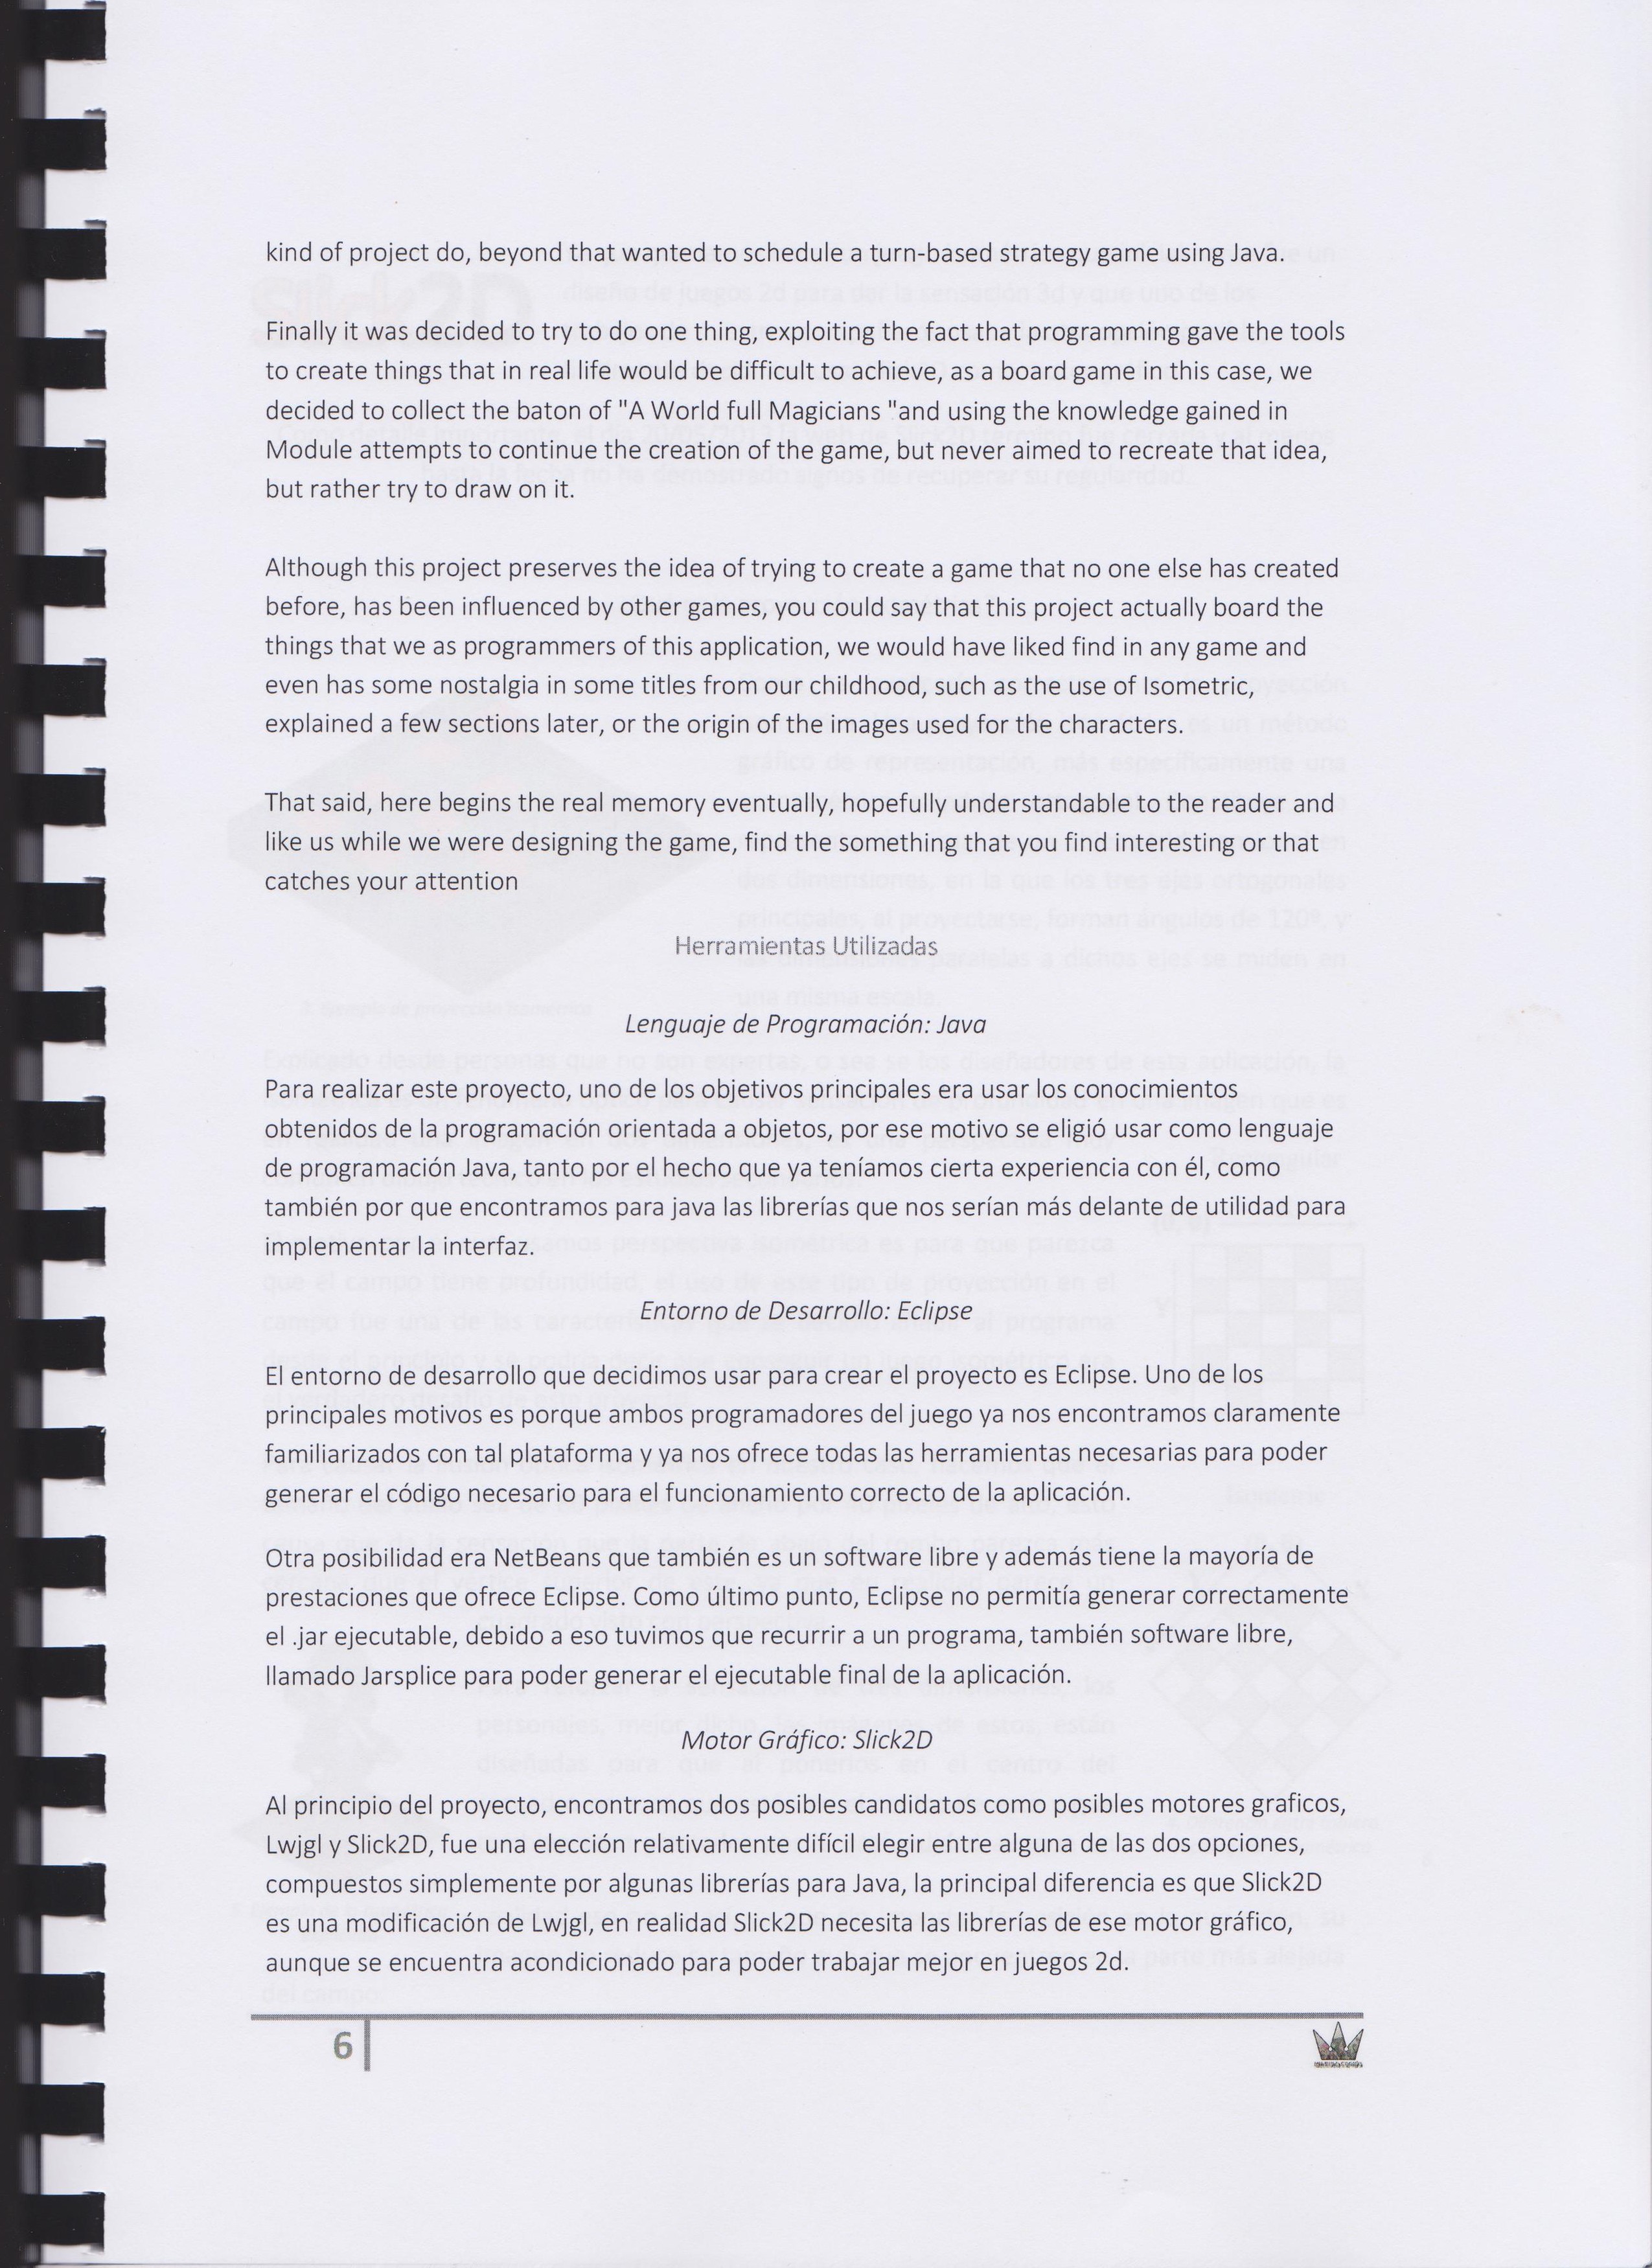 kind of project do, beyond that wanted to schedule a turn-based strategy game using Java.
Finally it was decided to try to do one thing, exploiting the fact that programming gave the tools
to create things that in real life would be difficult to achieve, as a board game in this case, we
decided to collect the baton of "A World full Magicians "and using the knowledge gained in
Module attempts to continue the creation of the game, but never aimed to recreate that idea,
but rather try to draw on it.
Although this project preserves the idea of trying to create a game that no one else has created
before, has been influenced by other games, you could say that this project actually board the
things that we as programmers of this application, we would have liked find in any game and
even has some nostalgia in some titles from our childhood, such as the use of Isometric,
explained a few sections later, or the origin of the images used for the characters.
That said, here begins the real memory eventually, hopefully understandable to the reader and
like us while we were designing the game, find the something that you find interesting or that
catches your attention
Herramientas Utilizadas
Lenguaje de Programación: Java
Para realizar este proyecto, uno de los objetivos principales era usar los conocimientos
obtenidos de la programación orientada a objetos, por ese motivo se eligió usar como lenguaje
de programación Java, tanto por el hecho que ya teníamos cierta experiencia con él, como
también por que encontramos para java las librerías que nos serían más delante de utilidad para
implementar la interfaz.
Entorno de Desarrollo: Eclipse
El entorno de desarrollo que decidimos usar para crear el proyecto es Eclipse. Uno de los
principales motivos es porque ambos programadores del juego ya nos encontramos claramente
familiarizados con tal plataforma y ya nos ofrece todas las herramientas necesarias para poder
generar el código necesario para el funcionamiento correcto de la aplicación.
Otra posibilidad era NetBeans que también es un software libre y además tiene la mayoría de
prestaciones que ofrece Eclipse. Como último punto, Eclipse no permitía generar correctamente
el .jar ejecutable, debido a eso tuvimos que recurrir a un programa, también software libre,
llamado Jarsplice para poder generar el ejecutable final de la aplicación.
Motor Gráfico: Slick2D
Al principio del proyecto, encontramos dos posibles candidatos como posibles motores graficos,
Lwjgl y Slick2D, fue una elección relativamente difícil elegir entre alguna de las dos opciones,
compuestos simplemente por algunas librerías para Java, la principal diferencia es que Slick2D
es una modificación de Lwjgl, en realidad Slick2D necesita las librerías de ese motor gráfico,
aunque se encuentra acondicionado para poder trabajar mejor en juegos 2d.
6